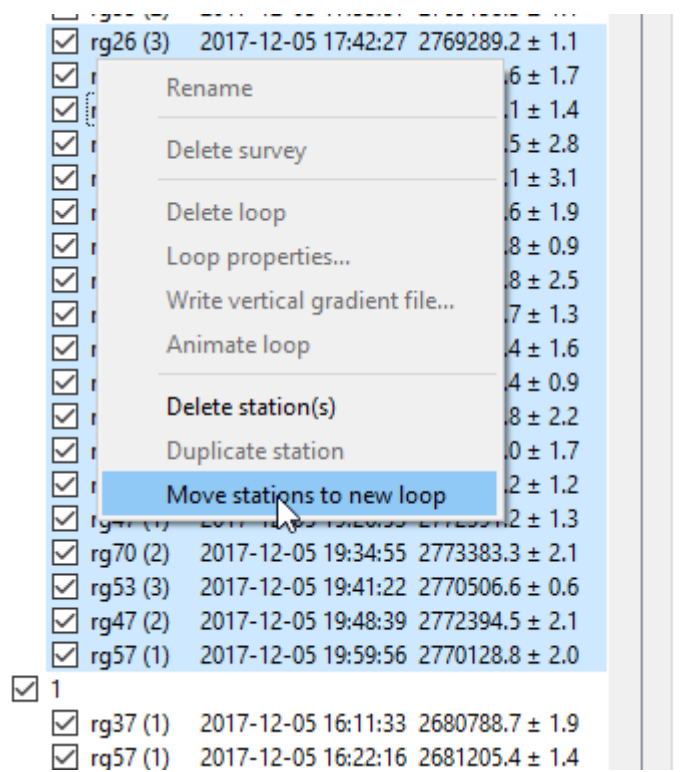 rg26 (3) 2017-12-05 17:42:27 2769289.2 ± 1.1
.6 ± 1.7
Rename
.1 ± 1.4
.5 ± 2.8
Delete survey
.1 ± 3.1
Delete loop
.6 ± 1.9
.8 ± 0.9
Loop properties...
.8 ± 2.5
Write vertical gradient file...
.7 ± 1.3
Animate loop
.4 ± 1.6
.4 ± 0.9
Delete station(s)
.8 ± 2.2
Duplicate station
.0 ± 1.7
Move stations to new loop
.2 ± 1.2
.2 ± 1.3
rg70 (2) 2017-12-05 19:34:55 2773383.3 ± 2.1
rg53 (3) 2017-12-05 19:41:22 2770506.6 ± 0.6
rg47 (2) 2017-12-05 19:48:39 2772394.5 ± 2.1
rg57 (1) 2017-12-05 19:59:56 2770128.8 ± 2.0
1
rg37 (1) 2017-12-05 16:11:33 2680788.7 ± 1.9
rg57 (1) 2017-12-05 16:22:16 2681205.4 ± 1.4